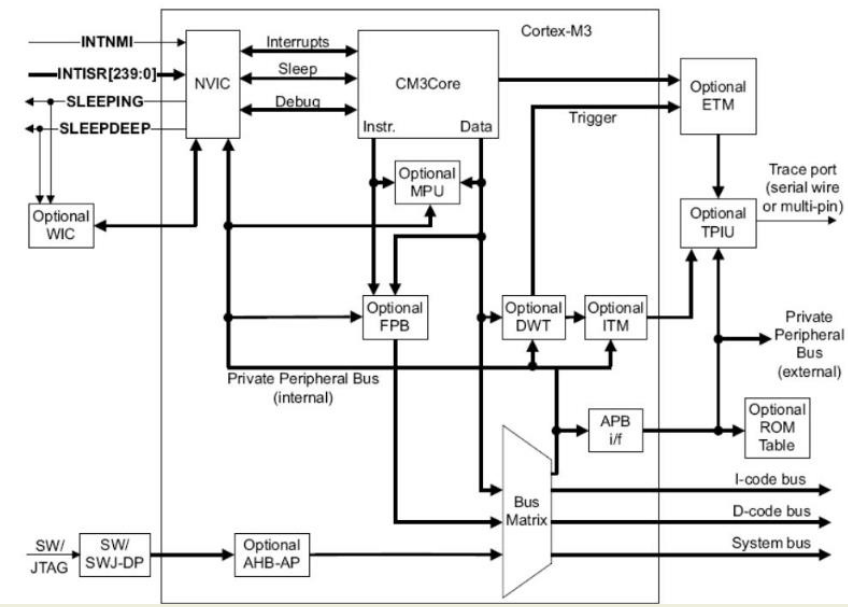 Cortex-M3
INTNMI
INTISR[239:0]
SLEEPING
SLEEPDEEP
NVIC
Interrupts
Sleep
Debug
CM3Core
Instr.
Data
Optional
ETM
Trigger
Optional
MPU
Trace port
(serial wire
or multi-pin)
Optional
WIC
Optional
TPIU
Optional
FPB
Optional
DWT
Optional
ITM
Private
Peripheral
Bus
(external)
Private Peripheral Bus
(internal)
APB
i/f
Optional
ROM
Table
Bus
Matrix
I-code bus
D-code bus
System bus
SW/
JTAG
SW/
SWJ-DP
Optional
AHB-AP